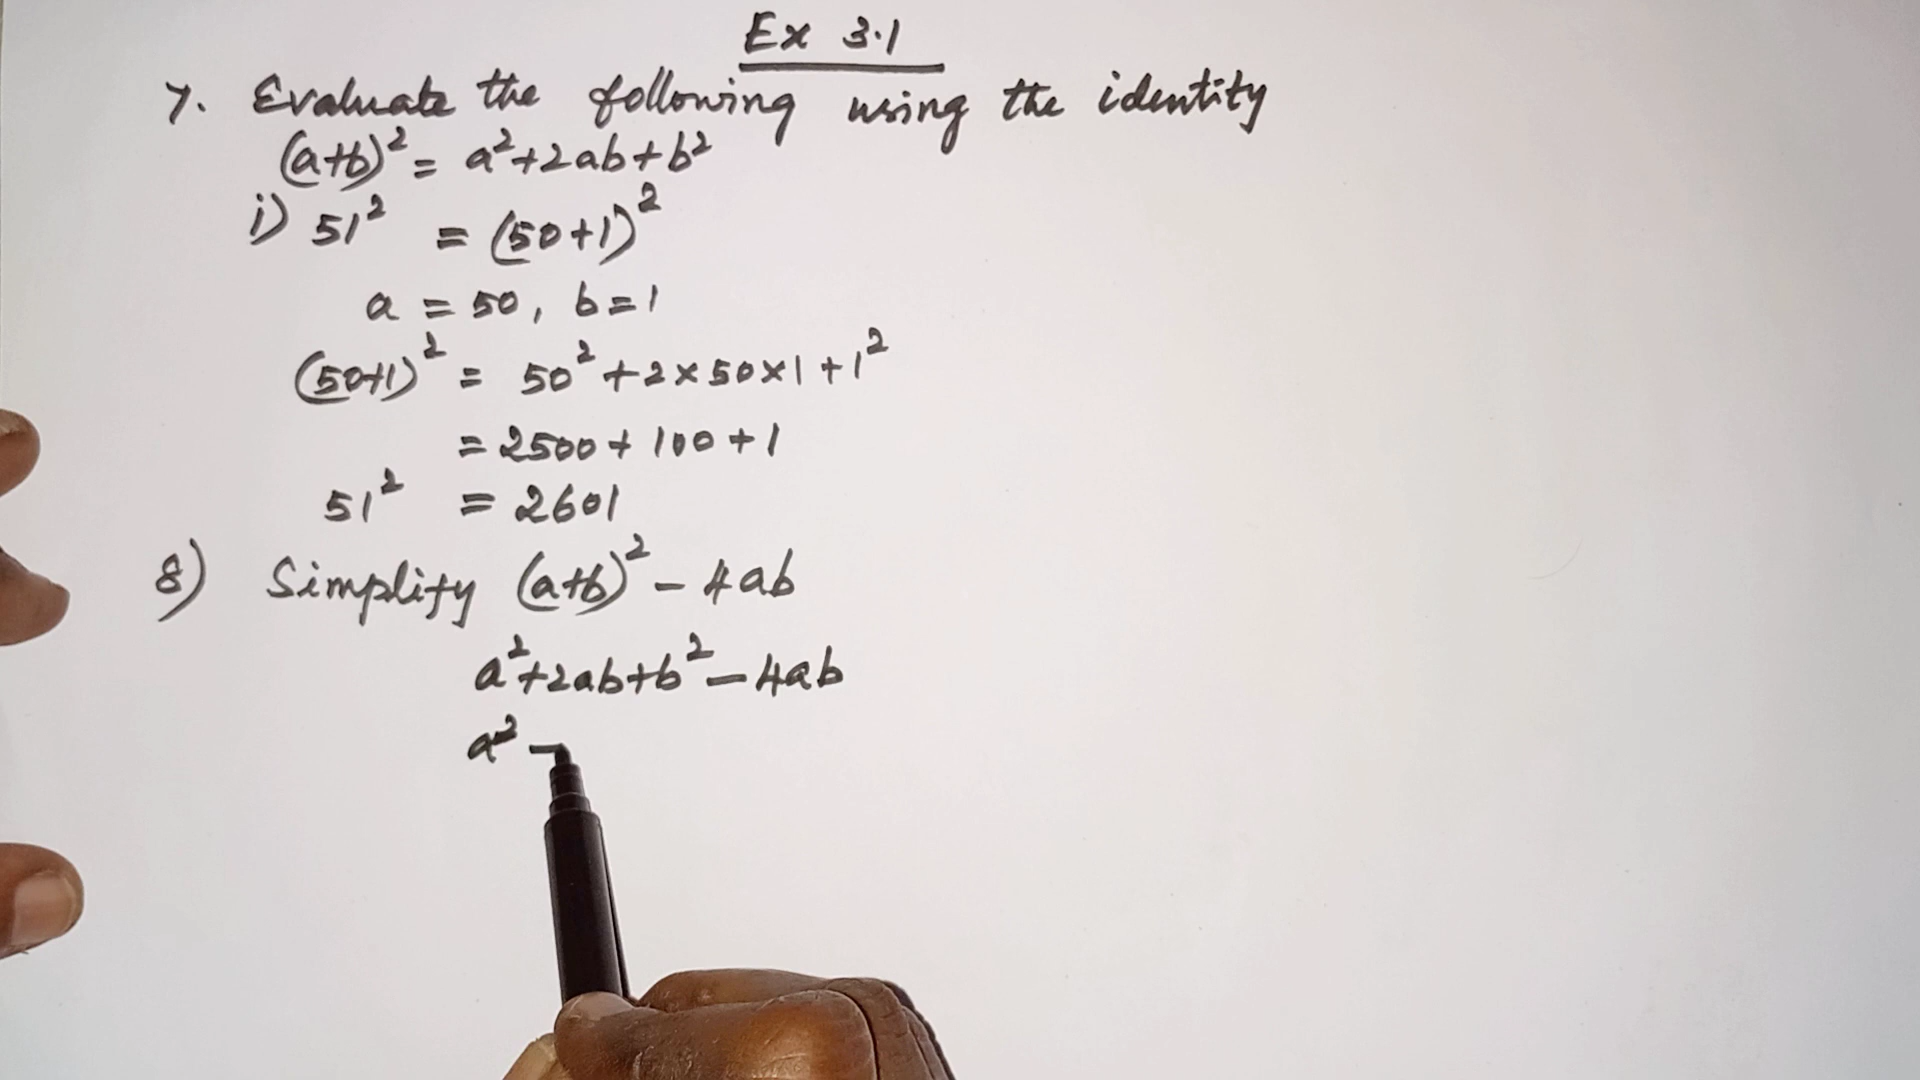 Ex 3.1
7. Evaluate the following using the identity
(a+b)² = a²+2ab+b²
i) 51² = (50+1)²
a = 50, b=1
(50+1)² = 50² + 2×50×1 + 1²
= 2500 + 100 + 1
51² = 2601
8) Simplify (a+b)² - 4ab
a²+2ab+b² - 4ab
a² -